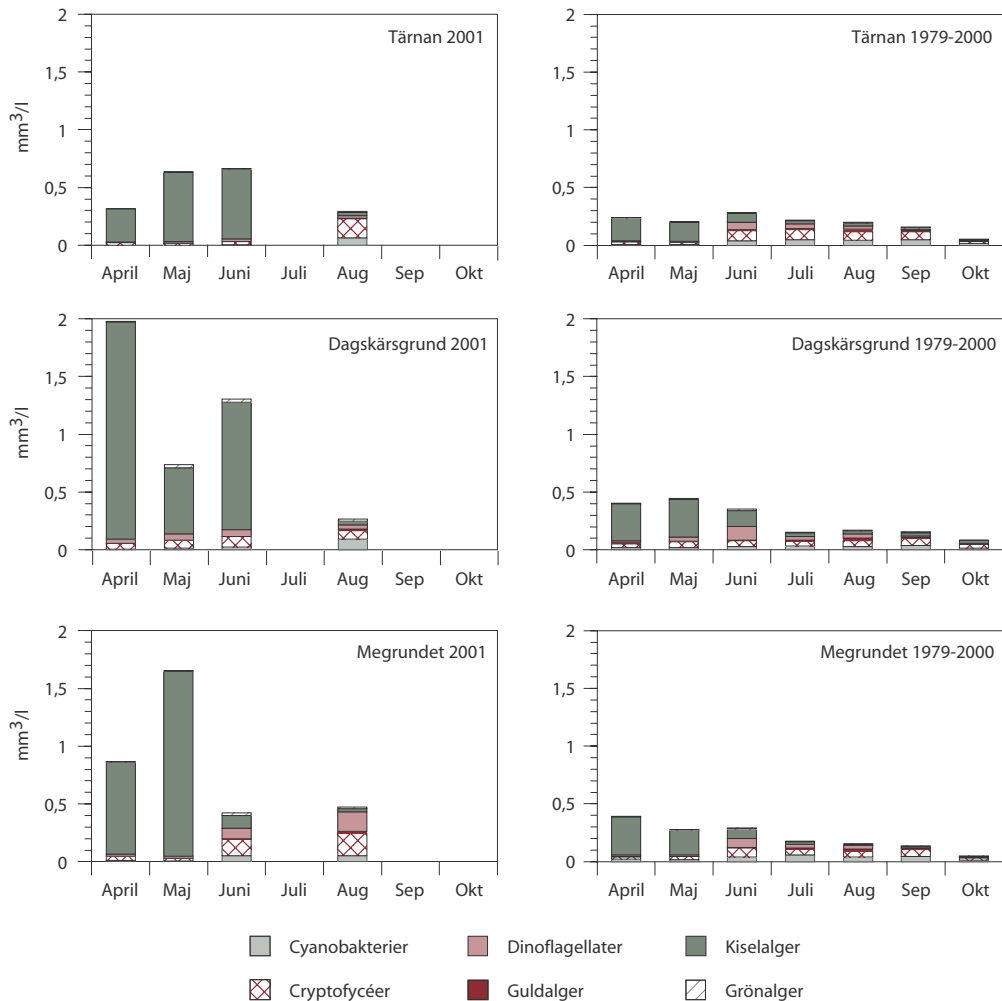 Tärnan 2001
2
1,5
1
0,5
0
mm³/l
April Maj Juni Juli Aug Sep Okt
Tärnan 1979-2000
2
1,5
1
0,5
0
April Maj Juni Juli Aug Sep Okt
Dagskärsgrund 2001
2
1,5
1
0,5
0
mm³/l
April Maj Juni Juli Aug Sep Okt
Dagskärsgrund 1979-2000
2
1,5
1
0,5
0
April Maj Juni Juli Aug Sep Okt
Megrundet 2001
2
1,5
1
0,5
0
mm³/l
April Maj Juni Juli Aug Sep Okt
Megrundet 1979-2000
2
1,5
1
0,5
0
April Maj Juni Juli Aug Sep Okt
Cyanobakterier Dinoflagellater Kiselalger
Cryptofycéer Guldalger Grönalger